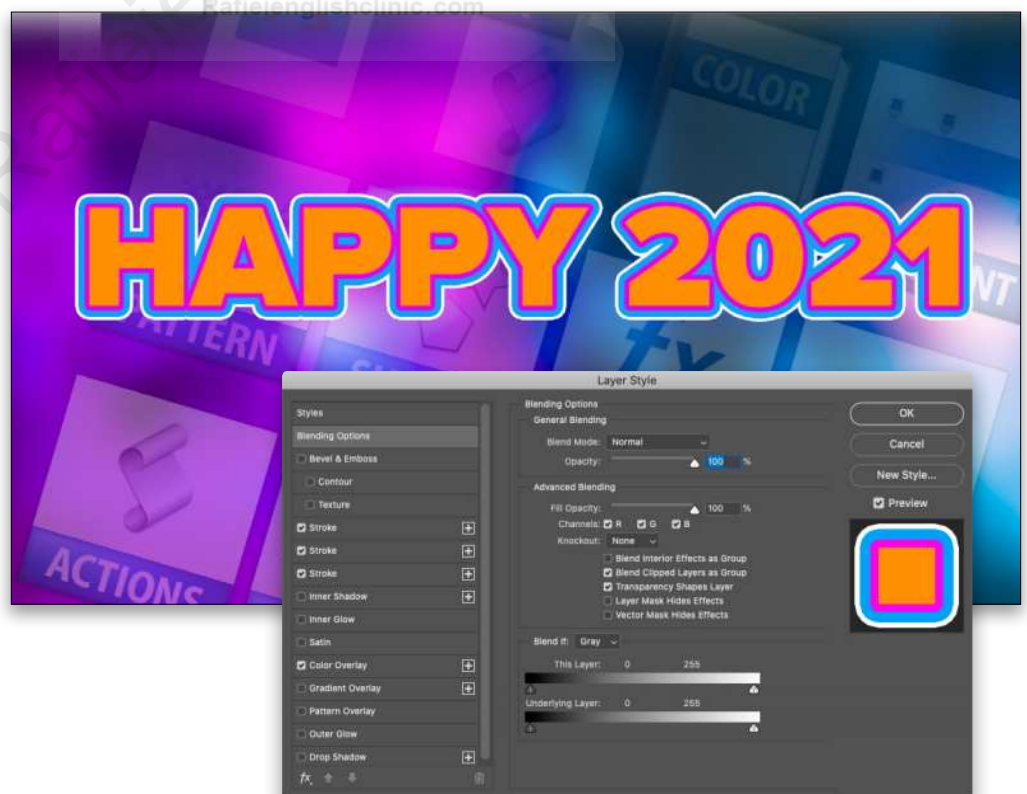 Rafieienglishclinic.com
COLOR
HAPPY 2021
PATTERN
fx
ACTIONS
Layer Style
Styles
Blending Options
Bevel & Emboss
Contour
Texture
Stroke
Stroke
Stroke
Inner Shadow
Inner Glow
Satin
Color Overlay
Gradient Overlay
Pattern Overlay
Outer Glow
Drop Shadow
fx
Blending Options
General Blending
Blend Mode: Normal
Opacity: 100 %
Advanced Blending
Fill Opacity: 100 %
Channels: R G B
Knockout: None
Blend Interior Effects as Group
Blend Clipped Layers as Group
Transparency Shapes Layer
Layer Mask Hides Effects
Vector Mask Hides Effects
Blend If: Gray
This Layer: 0 255
Underlying Layer: 0 255
OK
Cancel
New Style...
Preview